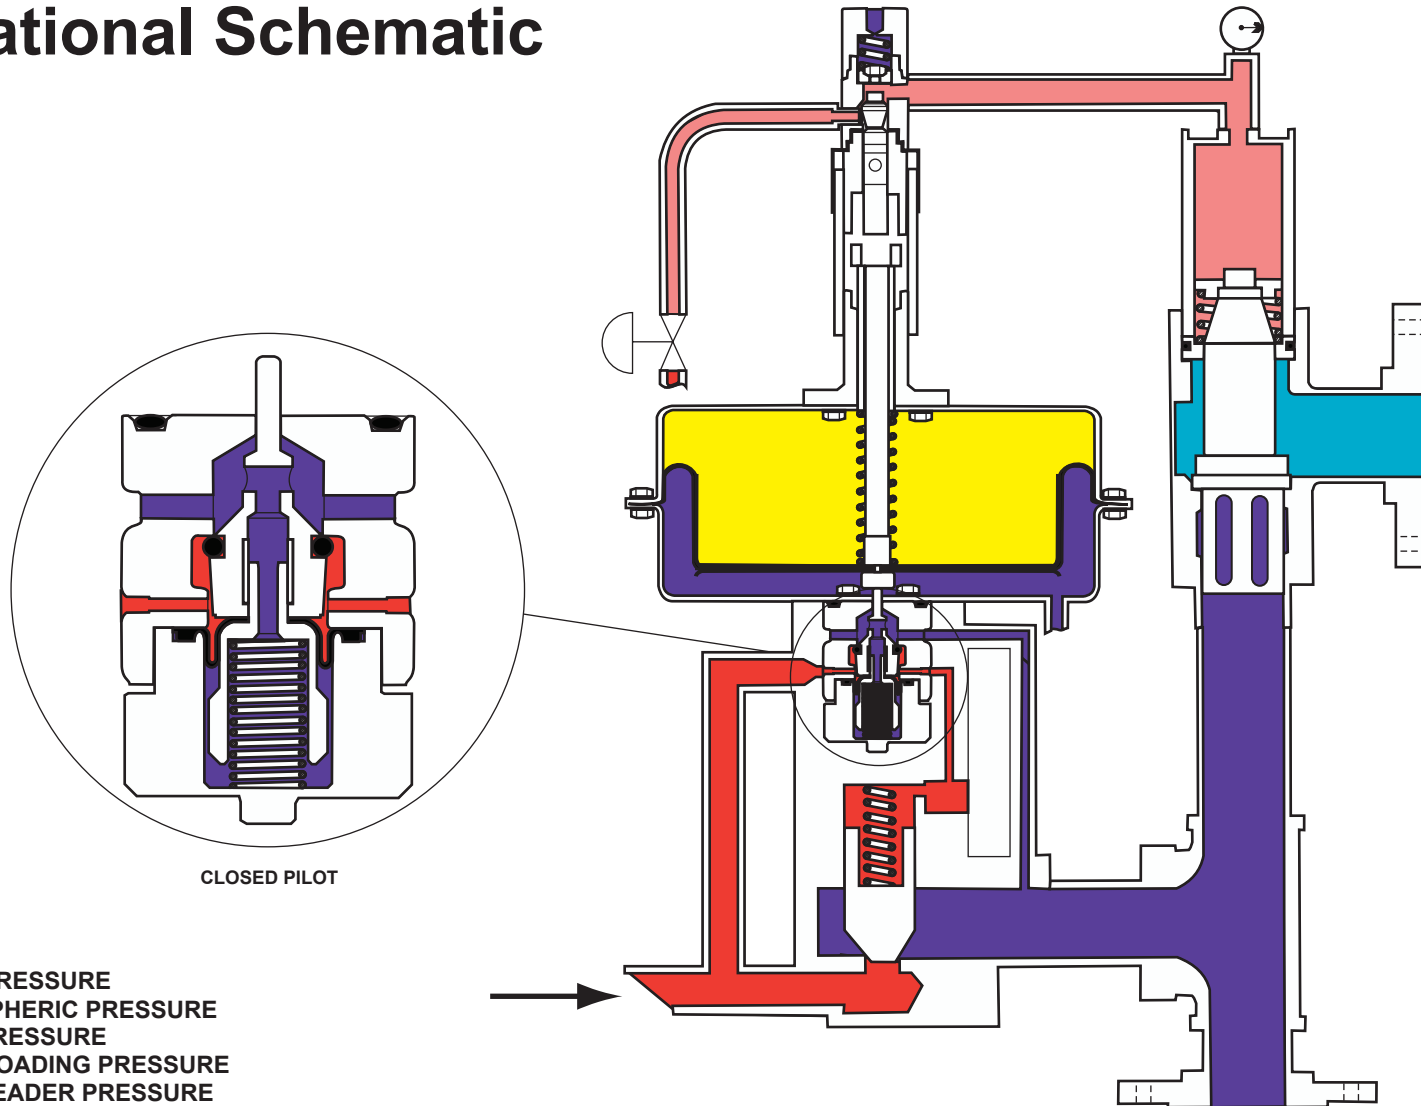 ational Schematic
CLOSED PILOT
RESSURE
PHERIC PRESSURE
RESSURE
OADING PRESSURE
EADER PRESSURE